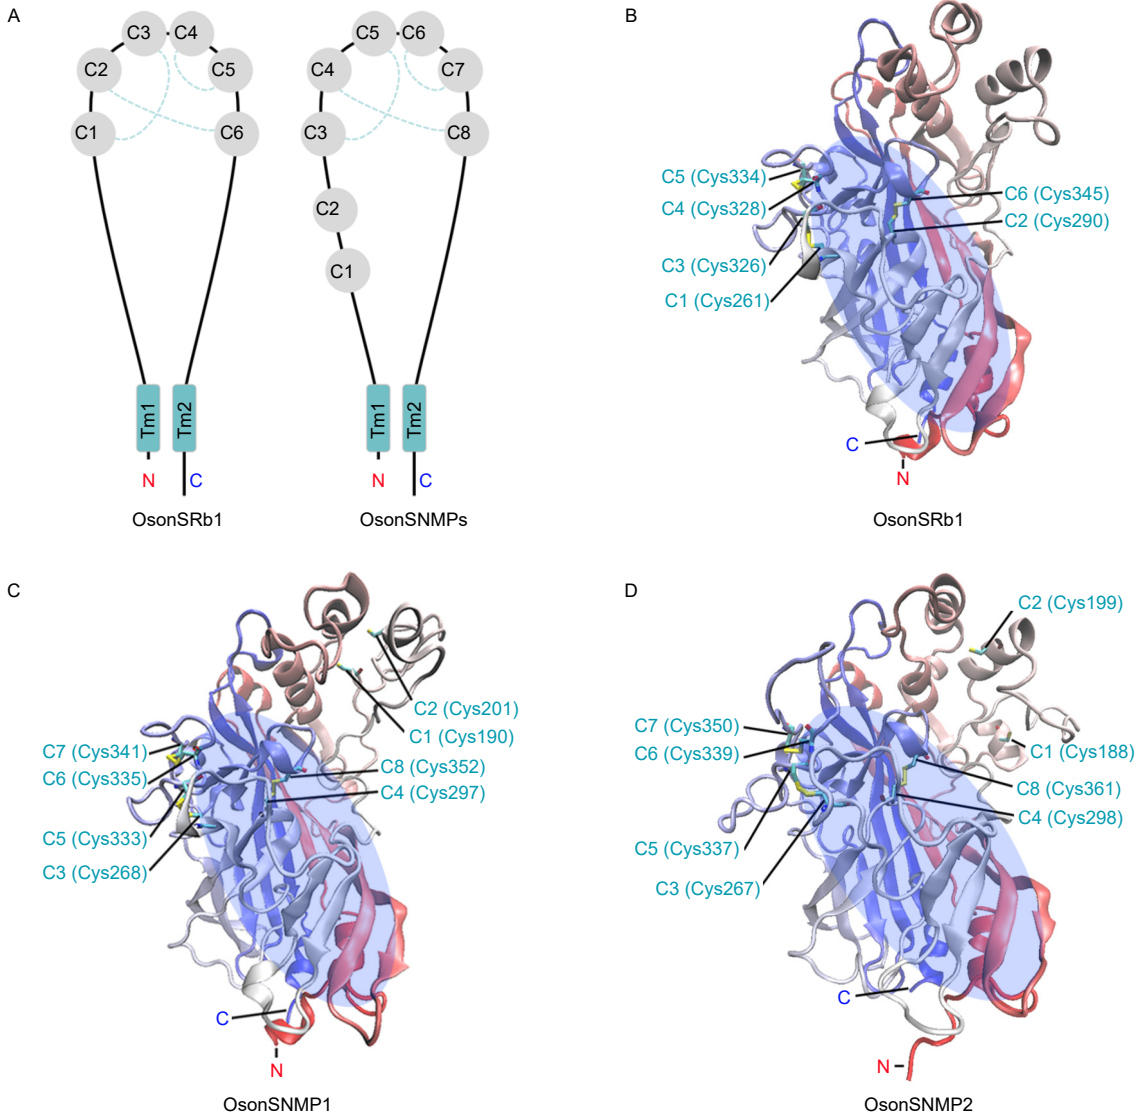 A
C3
C4
C2
C5
C1
C6
Tm1
Tm2
N
C
OsonSRb1
C5
C6
C4
C7
C3
C8
C2
C1
Tm1
Tm2
N
C
OsonSNMPs
B
C5 (Cys334)
C4 (Cys328)
C3 (Cys326)
C1 (Cys261)
C6 (Cys345)
C2 (Cys290)
C
N
OsonSRb1
C
C2 (Cys201)
C1 (Cys190)
C7 (Cys341)
C6 (Cys335)
C8 (Cys352)
C4 (Cys297)
C5 (Cys333)
C3 (Cys268)
C
N
OsonSNMP1
D
C2 (Cys199)
C7 (Cys350)
C6 (Cys339)
C1 (Cys188)
C8 (Cys361)
C4 (Cys298)
C5 (Cys337)
C3 (Cys267)
C
N
OsonSNMP2